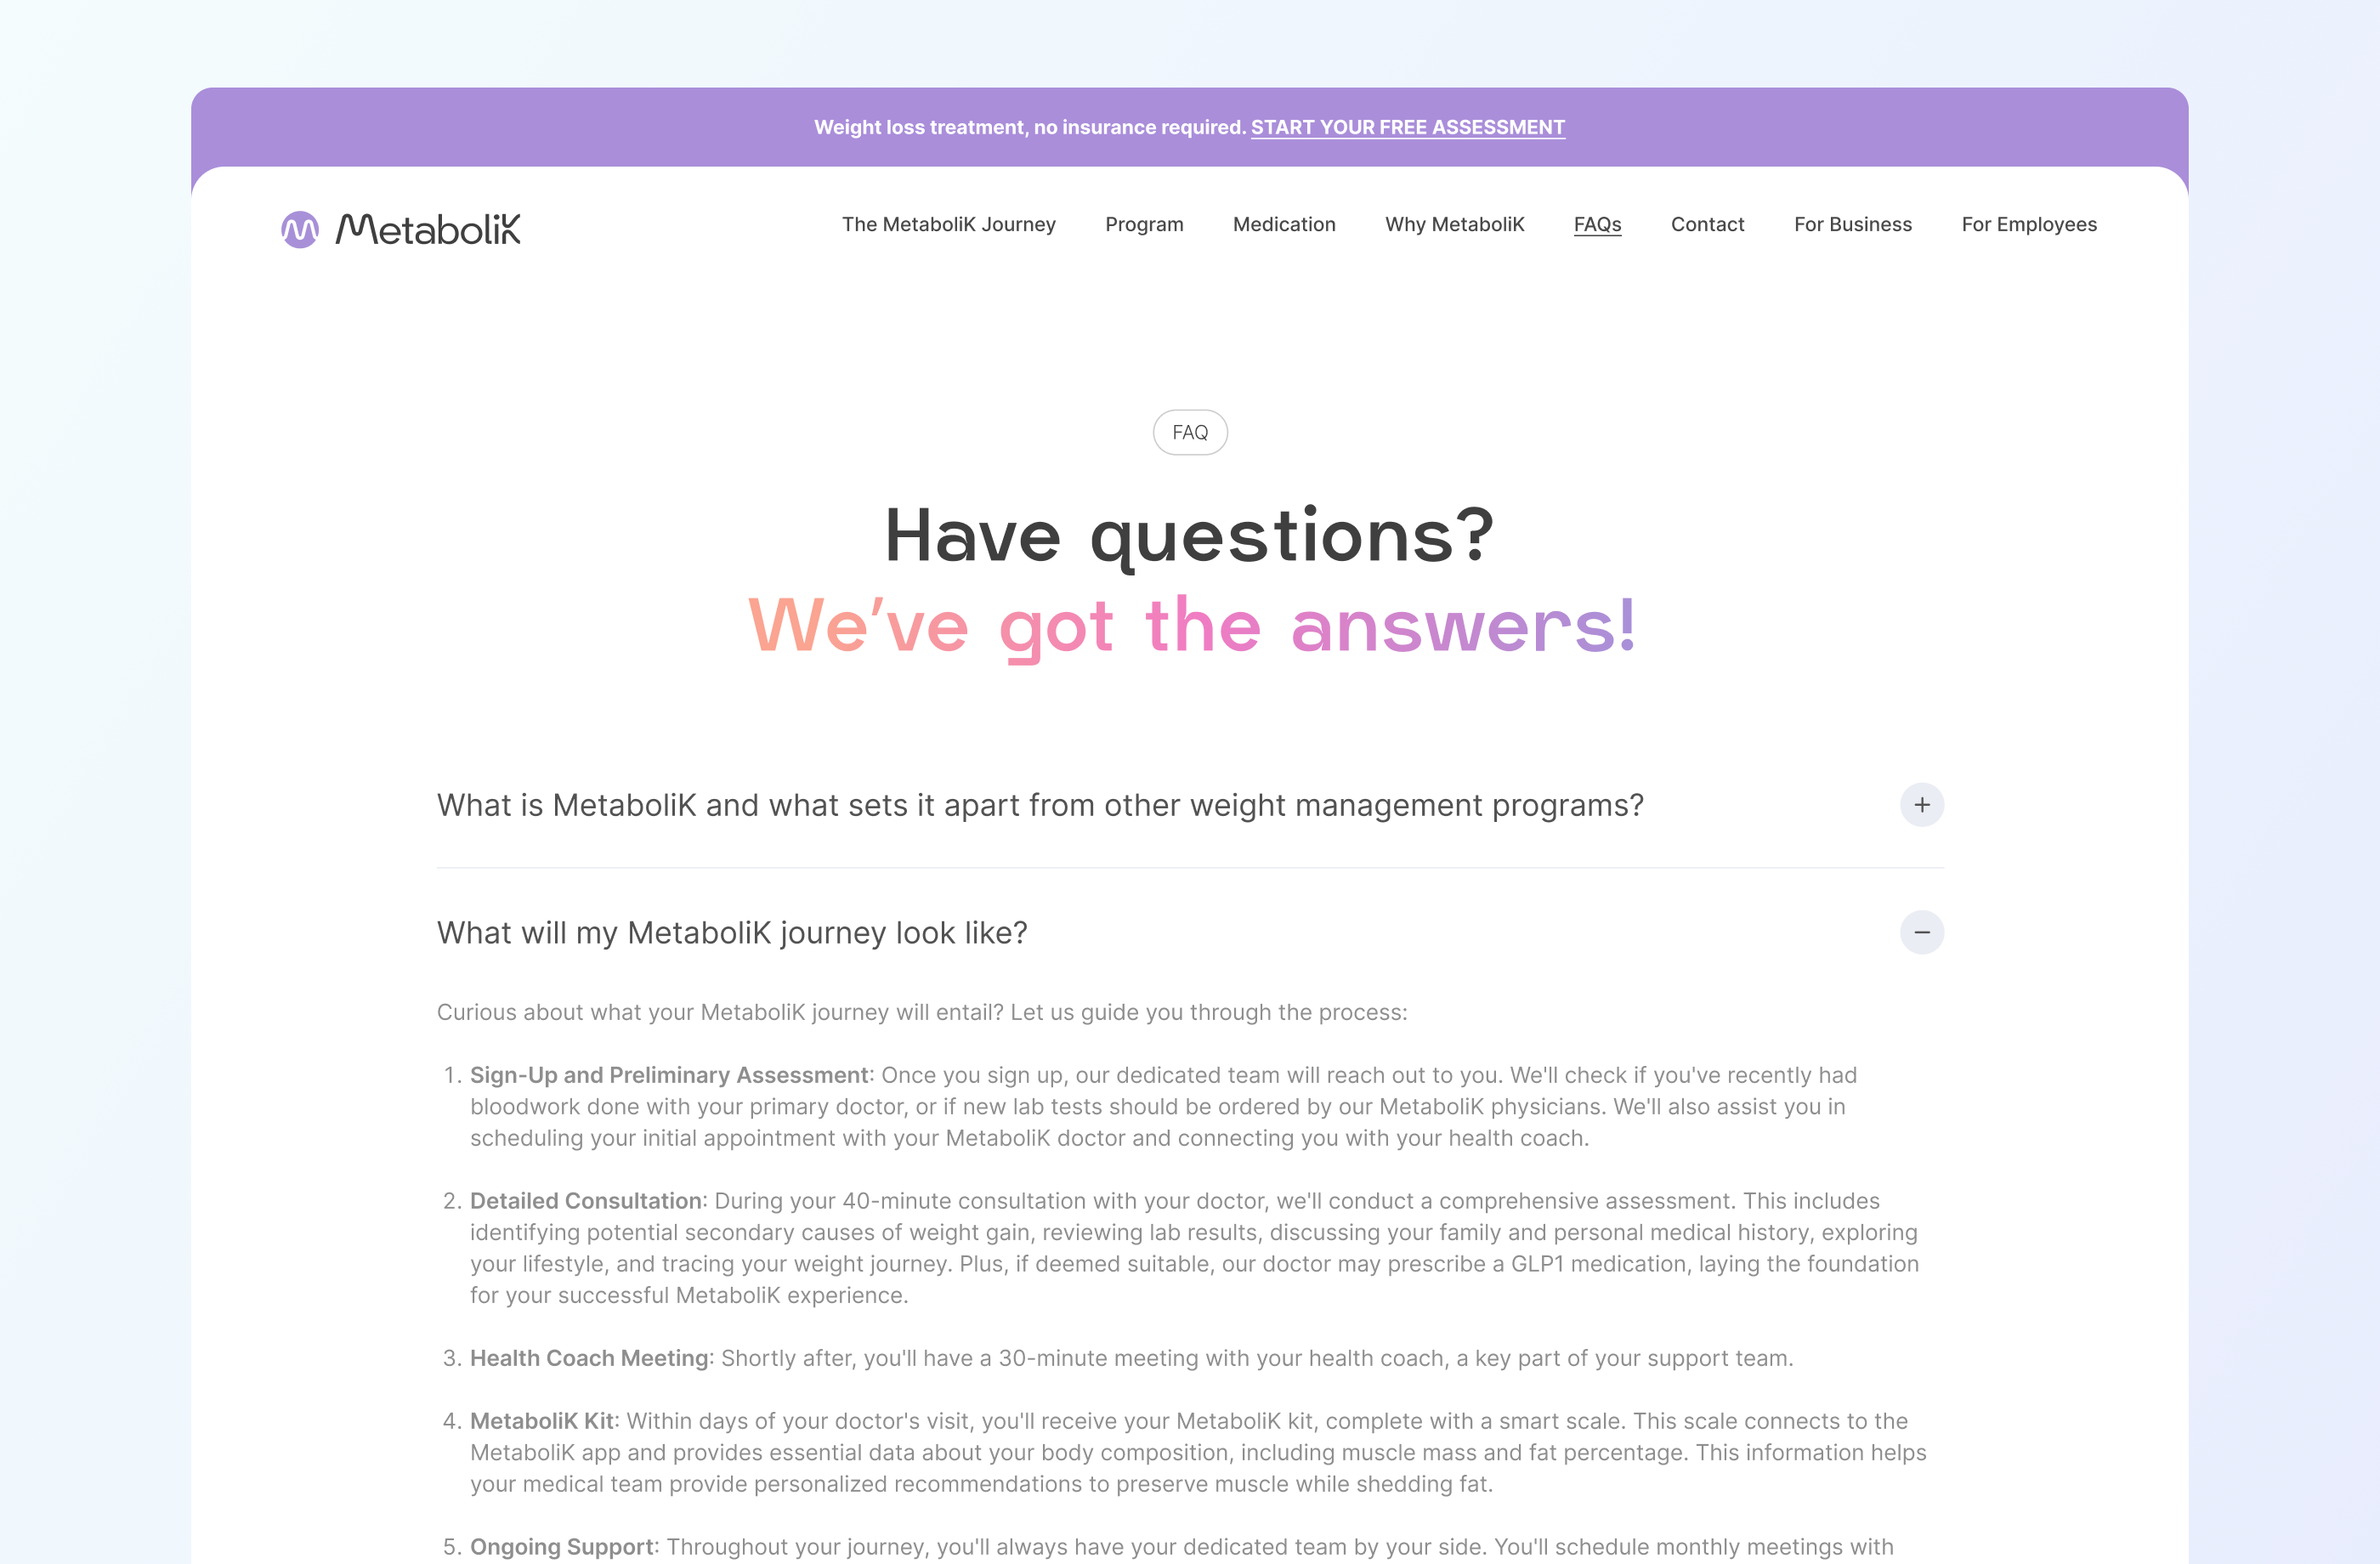 Weight loss treatment, no insurance required. START YOUR FREE ASSESSMENT
MetaboliK
The MetaboliK Journey Program Medication Why MetaboliK FAQs Contact For Business For Employees
FAQ
Have questions?
We've got the answers!
What is MetaboliK and what sets it apart from other weight management programs?
What will my MetaboliK journey look like?
Curious about what your MetaboliK journey will entail? Let us guide you through the process:
1. Sign-Up and Preliminary Assessment: Once you sign up, our dedicated team will reach out to you. We'll check if you've recently had
bloodwork done with your primary doctor, or if new lab tests should be ordered by our MetaboliK physicians. We'll also assist you in
scheduling your initial appointment with your MetaboliK doctor and connecting you with your health coach.
2. Detailed Consultation: During your 40-minute consultation with your doctor, we'll conduct a comprehensive assessment. This includes
identifying potential secondary causes of weight gain, reviewing lab results, discussing your family and personal medical history, exploring
your lifestyle, and tracing your weight journey. Plus, if deemed suitable, our doctor may prescribe a GLP1 medication, laying the foundation
for your successful MetaboliK experience.
3. Health Coach Meeting: Shortly after, you'll have a 30-minute meeting with your health coach, a key part of your support team.
4. MetaboliK Kit: Within days of your doctor's visit, you'll receive your MetaboliK kit, complete with a smart scale. This scale connects to the
MetaboliK app and provides essential data about your body composition, including muscle mass and fat percentage. This information helps
your medical team provide personalized recommendations to preserve muscle while shedding fat.
5. Ongoing Support: Throughout your journey, you'll always have your dedicated team by your side. You'll schedule monthly meetings with